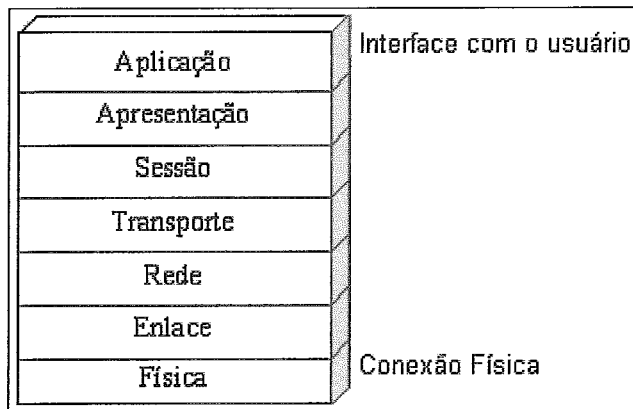 Aplicação
Interface com o usuário
Apresentação
Sessão
Transporte
Rede
Enlace
Física
Conexão Física